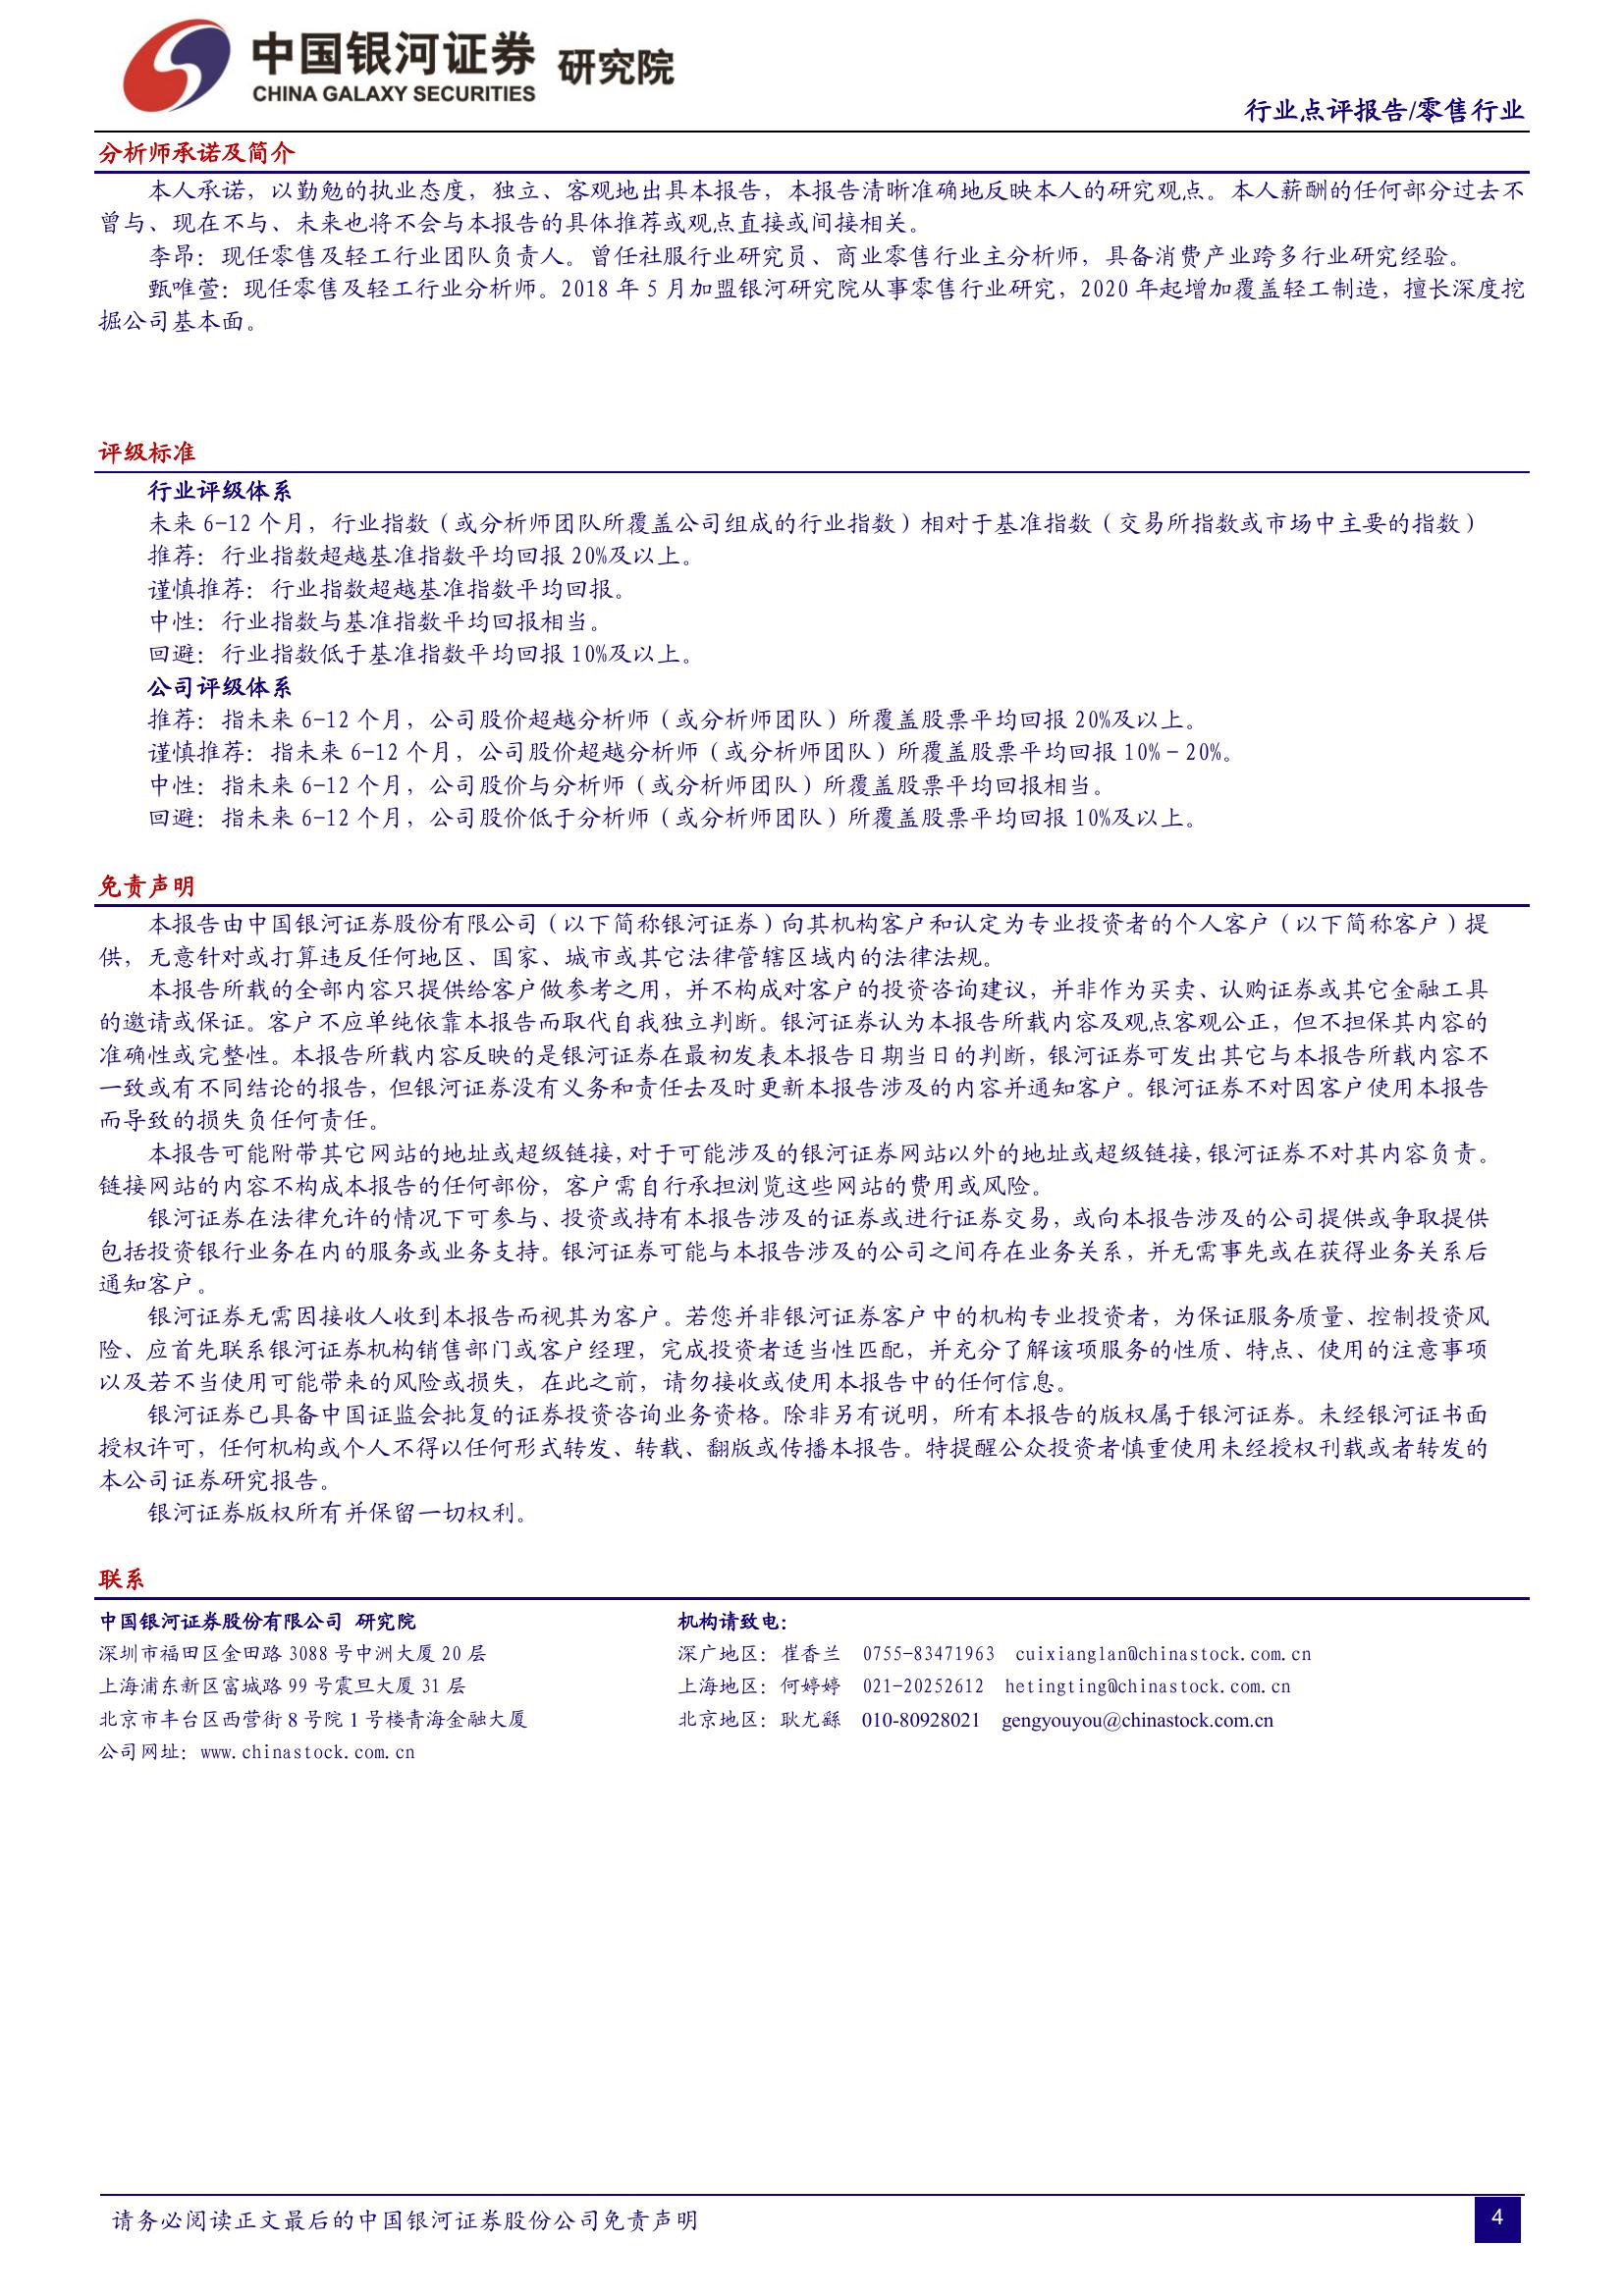 中国银河证券 研究院
CHINA GALAXY SECURITIES
行业点评报告/零售行业
分析师承诺及简介
本人承诺，以勤勉的执业态度，独立、客观地出具本报告，本报告清晰准确地反映本人的研究观点。本人薪酬的任何部分过去不
曾与、现在不与、未来也将不会与本报告的具体推荐或观点直接或间接相关。
李昂：现任零售及轻工行业团队负责人。曾任社服行业研究员、商业零售行业主分析师，具备消费产业跨多行业研究经验。
甄唯萱：现任零售及轻工行业分析师。2018 年 5 月加盟银河研究院从事零售行业研究，2020 年起增加覆盖轻工制造，擅长深度挖
掘公司基本面。
评级标准
行业评级体系
未来 6-12 个月，行业指数（或分析师团队所覆盖公司组成的行业指数）相对于基准指数（交易所指数或市场中主要的指数）
推荐：行业指数超越基准指数平均回报 20%及以上。
谨慎推荐：行业指数超越基准指数平均回报。
中性：行业指数与基准指数平均回报相当。
回避：行业指数低于基准指数平均回报 10%及以上。
公司评级体系
推荐：指未来 6-12 个月，公司股价超越分析师（或分析师团队）所覆盖股票平均回报 20%及以上。
谨慎推荐：指未来 6-12 个月，公司股价超越分析师（或分析师团队）所覆盖股票平均回报 10%－20%。
中性：指未来 6-12 个月，公司股价与分析师（或分析师团队）所覆盖股票平均回报相当。
回避：指未来 6-12 个月，公司股价低于分析师（或分析师团队）所覆盖股票平均回报 10%及以上。
免责声明
本报告由中国银河证券股份有限公司（以下简称银河证券）向其机构客户和认定为专业投资者的个人客户（以下简称客户）提
供，无意针对或打算违反任何地区、国家、城市或其它法律管辖区域内的法律法规。
本报告所载的全部内容只提供给客户做参考之用，并不构成对客户的投资咨询建议，并非作为买卖、认购证券或其它金融工具
的邀请或保证。客户不应单纯依靠本报告而取代自我独立判断。银河证券认为本报告所载内容及观点客观公正，但不担保其内容的
准确性或完整性。本报告所载内容反映的是银河证券在最初发表本报告日期当日的判断，银河证券可发出其它与本报告所载内容不
一致或有不同结论的报告，但银河证券没有义务和责任去及时更新本报告涉及的内容并通知客户。银河证券不对因客户使用本报告
而导致的损失负任何责任。
本报告可能附带其它网站的地址或超级链接，对于可能涉及的银河证券网站以外的地址或超级链接，银河证券不对其内容负责。
链接网站的内容不构成本报告的任何部份，客户需自行承担浏览这些网站的费用或风险。
银河证券在法律允许的情况下可参与、投资或持有本报告涉及的证券或进行证券交易，或向本报告涉及的公司提供或争取提供
包括投资银行业务在内的服务或业务支持。银河证券可能与本报告涉及的公司之间存在业务关系，并无需事先或在获得业务关系后
通知客户。
银河证券无需因接收人收到本报告而视其为客户。若您并非银河证券客户中的机构专业投资者，为保证服务质量、控制投资风
险、应首先联系银河证券机构销售部门或客户经理，完成投资者适当性匹配，并充分了解该项服务的性质、特点、使用的注意事项
以及若不当使用可能带来的风险或损失，在此之前，请勿接收或使用本报告中的任何信息。
银河证券已具备中国证监会批复的证券投资咨询业务资格。除非另有说明，所有本报告的版权属于银河证券。未经银河证书面
授权许可，任何机构或个人不得以任何形式转发、转载、翻版或传播本报告。特提醒公众投资者慎重使用未经授权刊载或者转发的
本公司证券研究报告。
银河证券版权所有并保留一切权利。
联系
中国银河证券股份有限公司 研究院 机构请致电：
深圳市福田区金田路 3088 号中洲大厦 20 层 深广地区：崔香兰 0755-83471963 cuixianglan@chinastock.com.cn
上海浦东新区富城路 99 号震旦大厦 31 层 上海地区：何婷婷 021-20252612 hetingting@chinastock.com.cn
北京市丰台区西营街 8 号院 1 号楼青海金融大厦 北京地区：耿尤繇 010-80928021 gengyouyou@chinastock.com.cn
公司网址：www.chinastock.com.cn
请务必阅读正文最后的中国银河证券股份公司免责声明
4